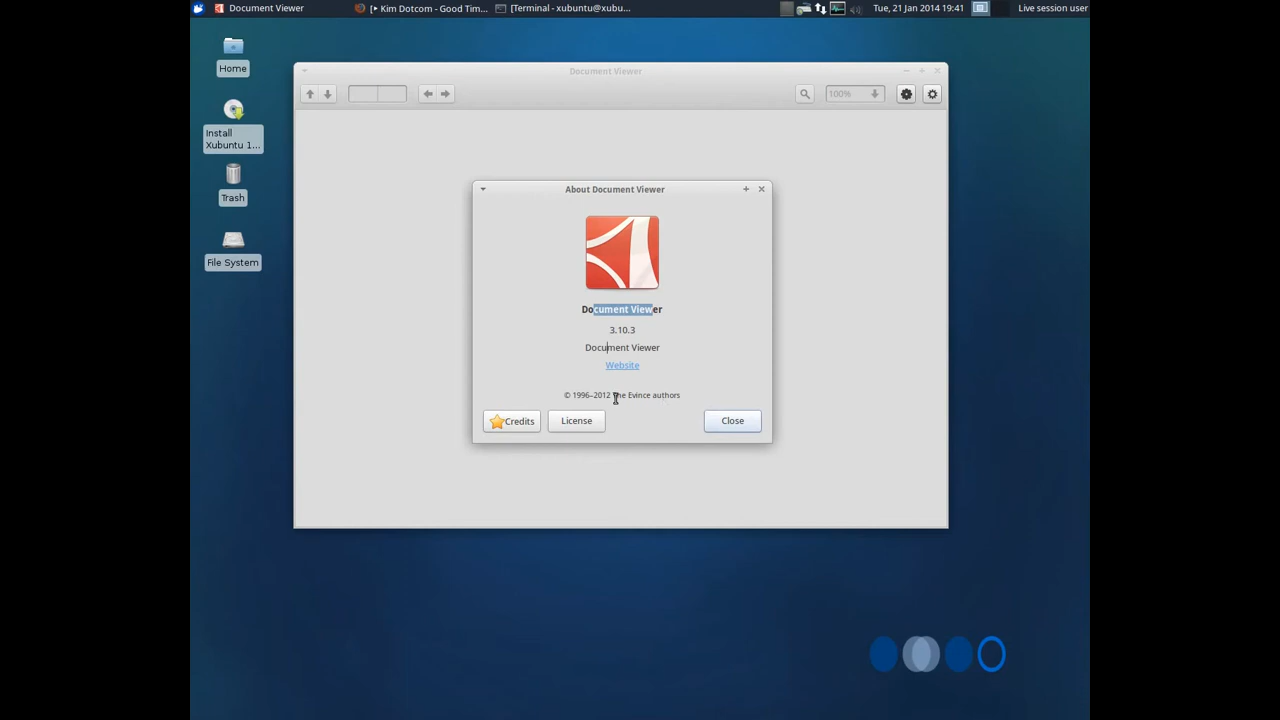 Document Viewer
[▸ Kim Dotcom - Good Tim...
[Terminal - xubuntu@xubu...
Tue, 21 Jan 2014 19:41
Live session user
Home
Install
Xubuntu 1...
Trash
File System
Document Viewer
100%
About Document Viewer
Document Viewer
3.10.3
Document Viewer
Website
© 1996–2012 The Evince authors
Credits
License
Close